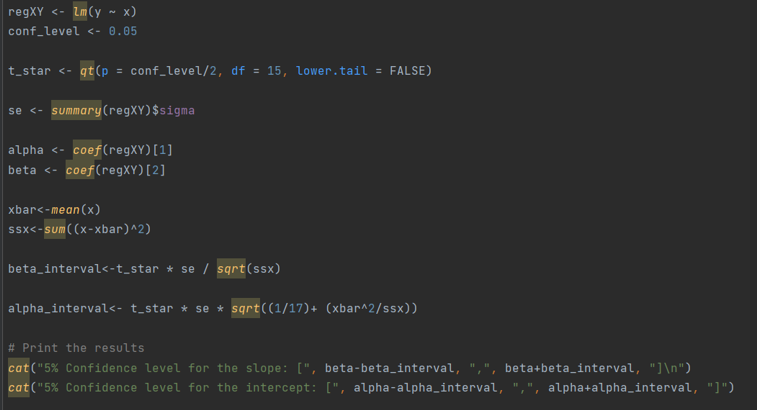 regXY <- lm(y ~ x)
conf_level <- 0.05
t_star <- qt(p = conf_level/2, df = 15, lower.tail = FALSE)
se <- summary(regXY)$sigma
alpha <- coef(regXY)[1]
beta <- coef(regXY)[2]
xbar<-mean(x)
ssx<-sum((x-xbar)^2)
beta_interval<-t_star * se / sqrt(ssx)
alpha_interval<- t_star * se * sqrt((1/17)+ (xbar^2/ssx))
# Print the results
cat("5% Confidence level for the slope: [", beta-beta_interval, ",", beta+beta_interval, "]\n")
cat("5% Confidence level for the intercept: [", alpha-alpha_interval, ",", alpha+alpha_interval, "]")